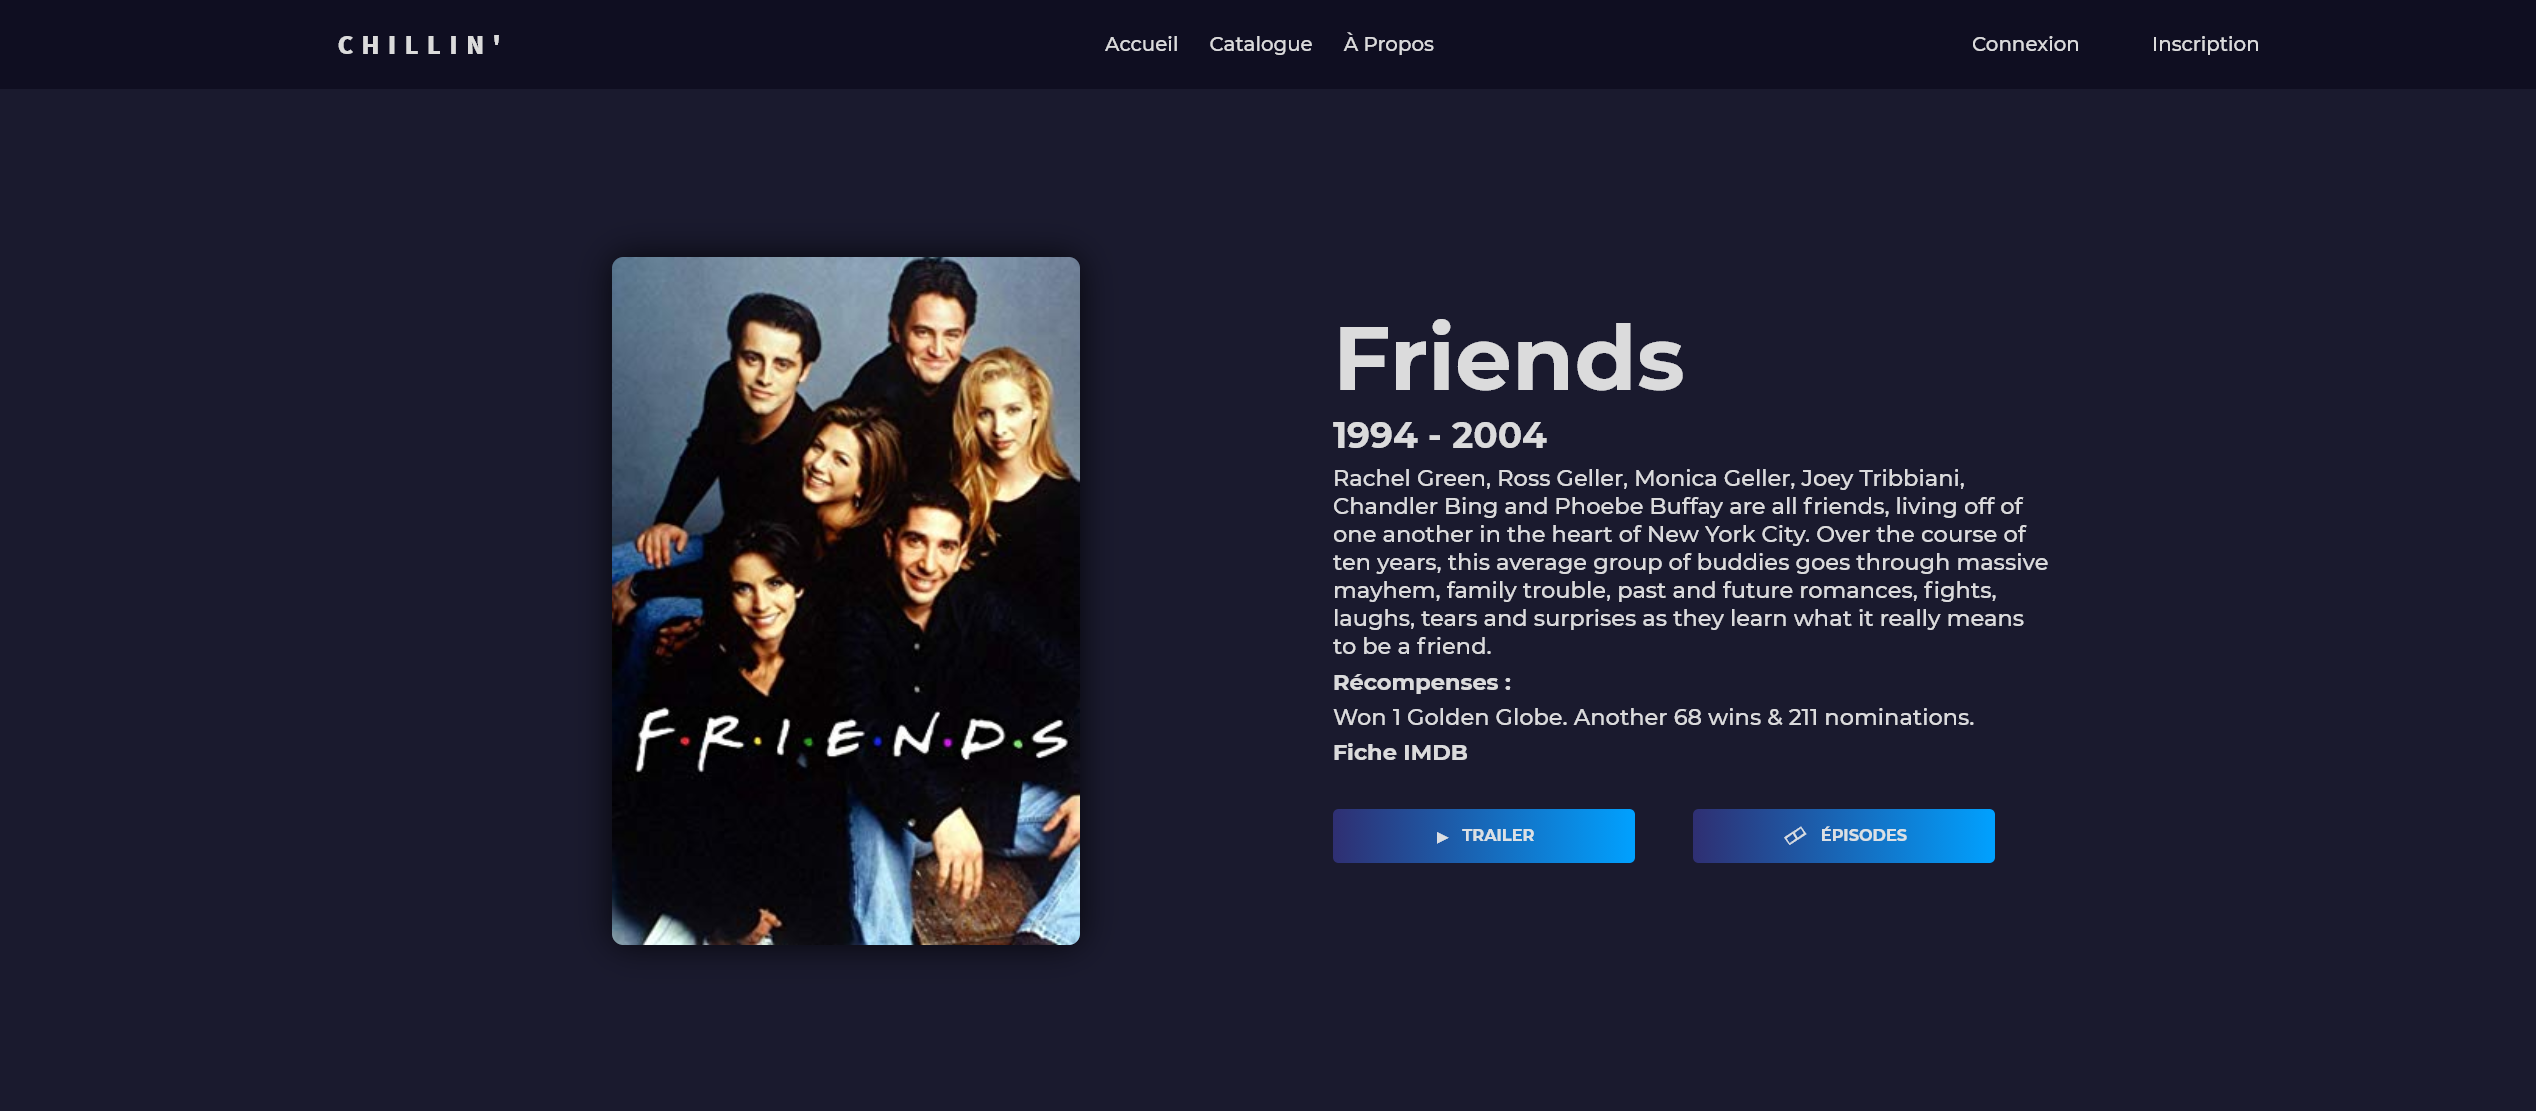 CHILLIN'
Accueil Catalogue À Propos
Connexion Inscription
F.R.I.E.N.D.S
Friends
1994 - 2004
Rachel Green, Ross Geller, Monica Geller, Joey Tribbiani,
Chandler Bing and Phoebe Buffay are all friends, living off of
one another in the heart of New York City. Over the course of
ten years, this average group of buddies goes through massive
mayhem, family trouble, past and future romances, fights,
laughs, tears and surprises as they learn what it really means
to be a friend.
Récompenses :
Won 1 Golden Globe. Another 68 wins & 211 nominations.
Fiche IMDB
TRAILER
ÉPISODES